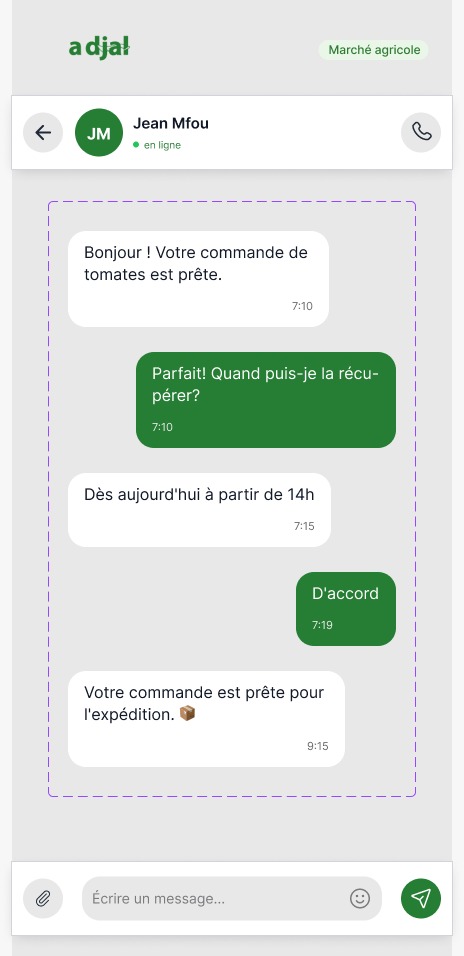 adjal
Marché agricole
JM
Jean Mfou
en ligne
Bonjour ! Votre commande de
tomates est prête.
7:10
Parfait! Quand puis-je la récu-
pérer?
7:10
Dès aujourd'hui à partir de 14h
7:15
D'accord
7:19
Votre commande est prête pour
l'expédition. 📦
9:15
Écrire un message...